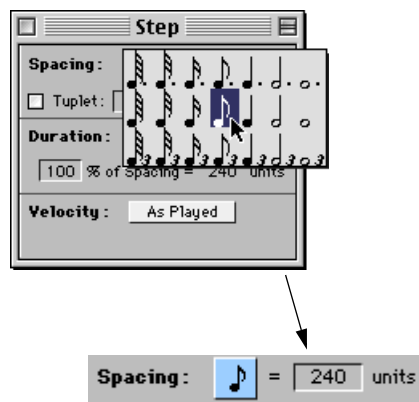 Step
Spacing:
Tuplet:
Duration:
100 % of Spacing = 240 units
Velocity: As Played
Spacing: = 240 units